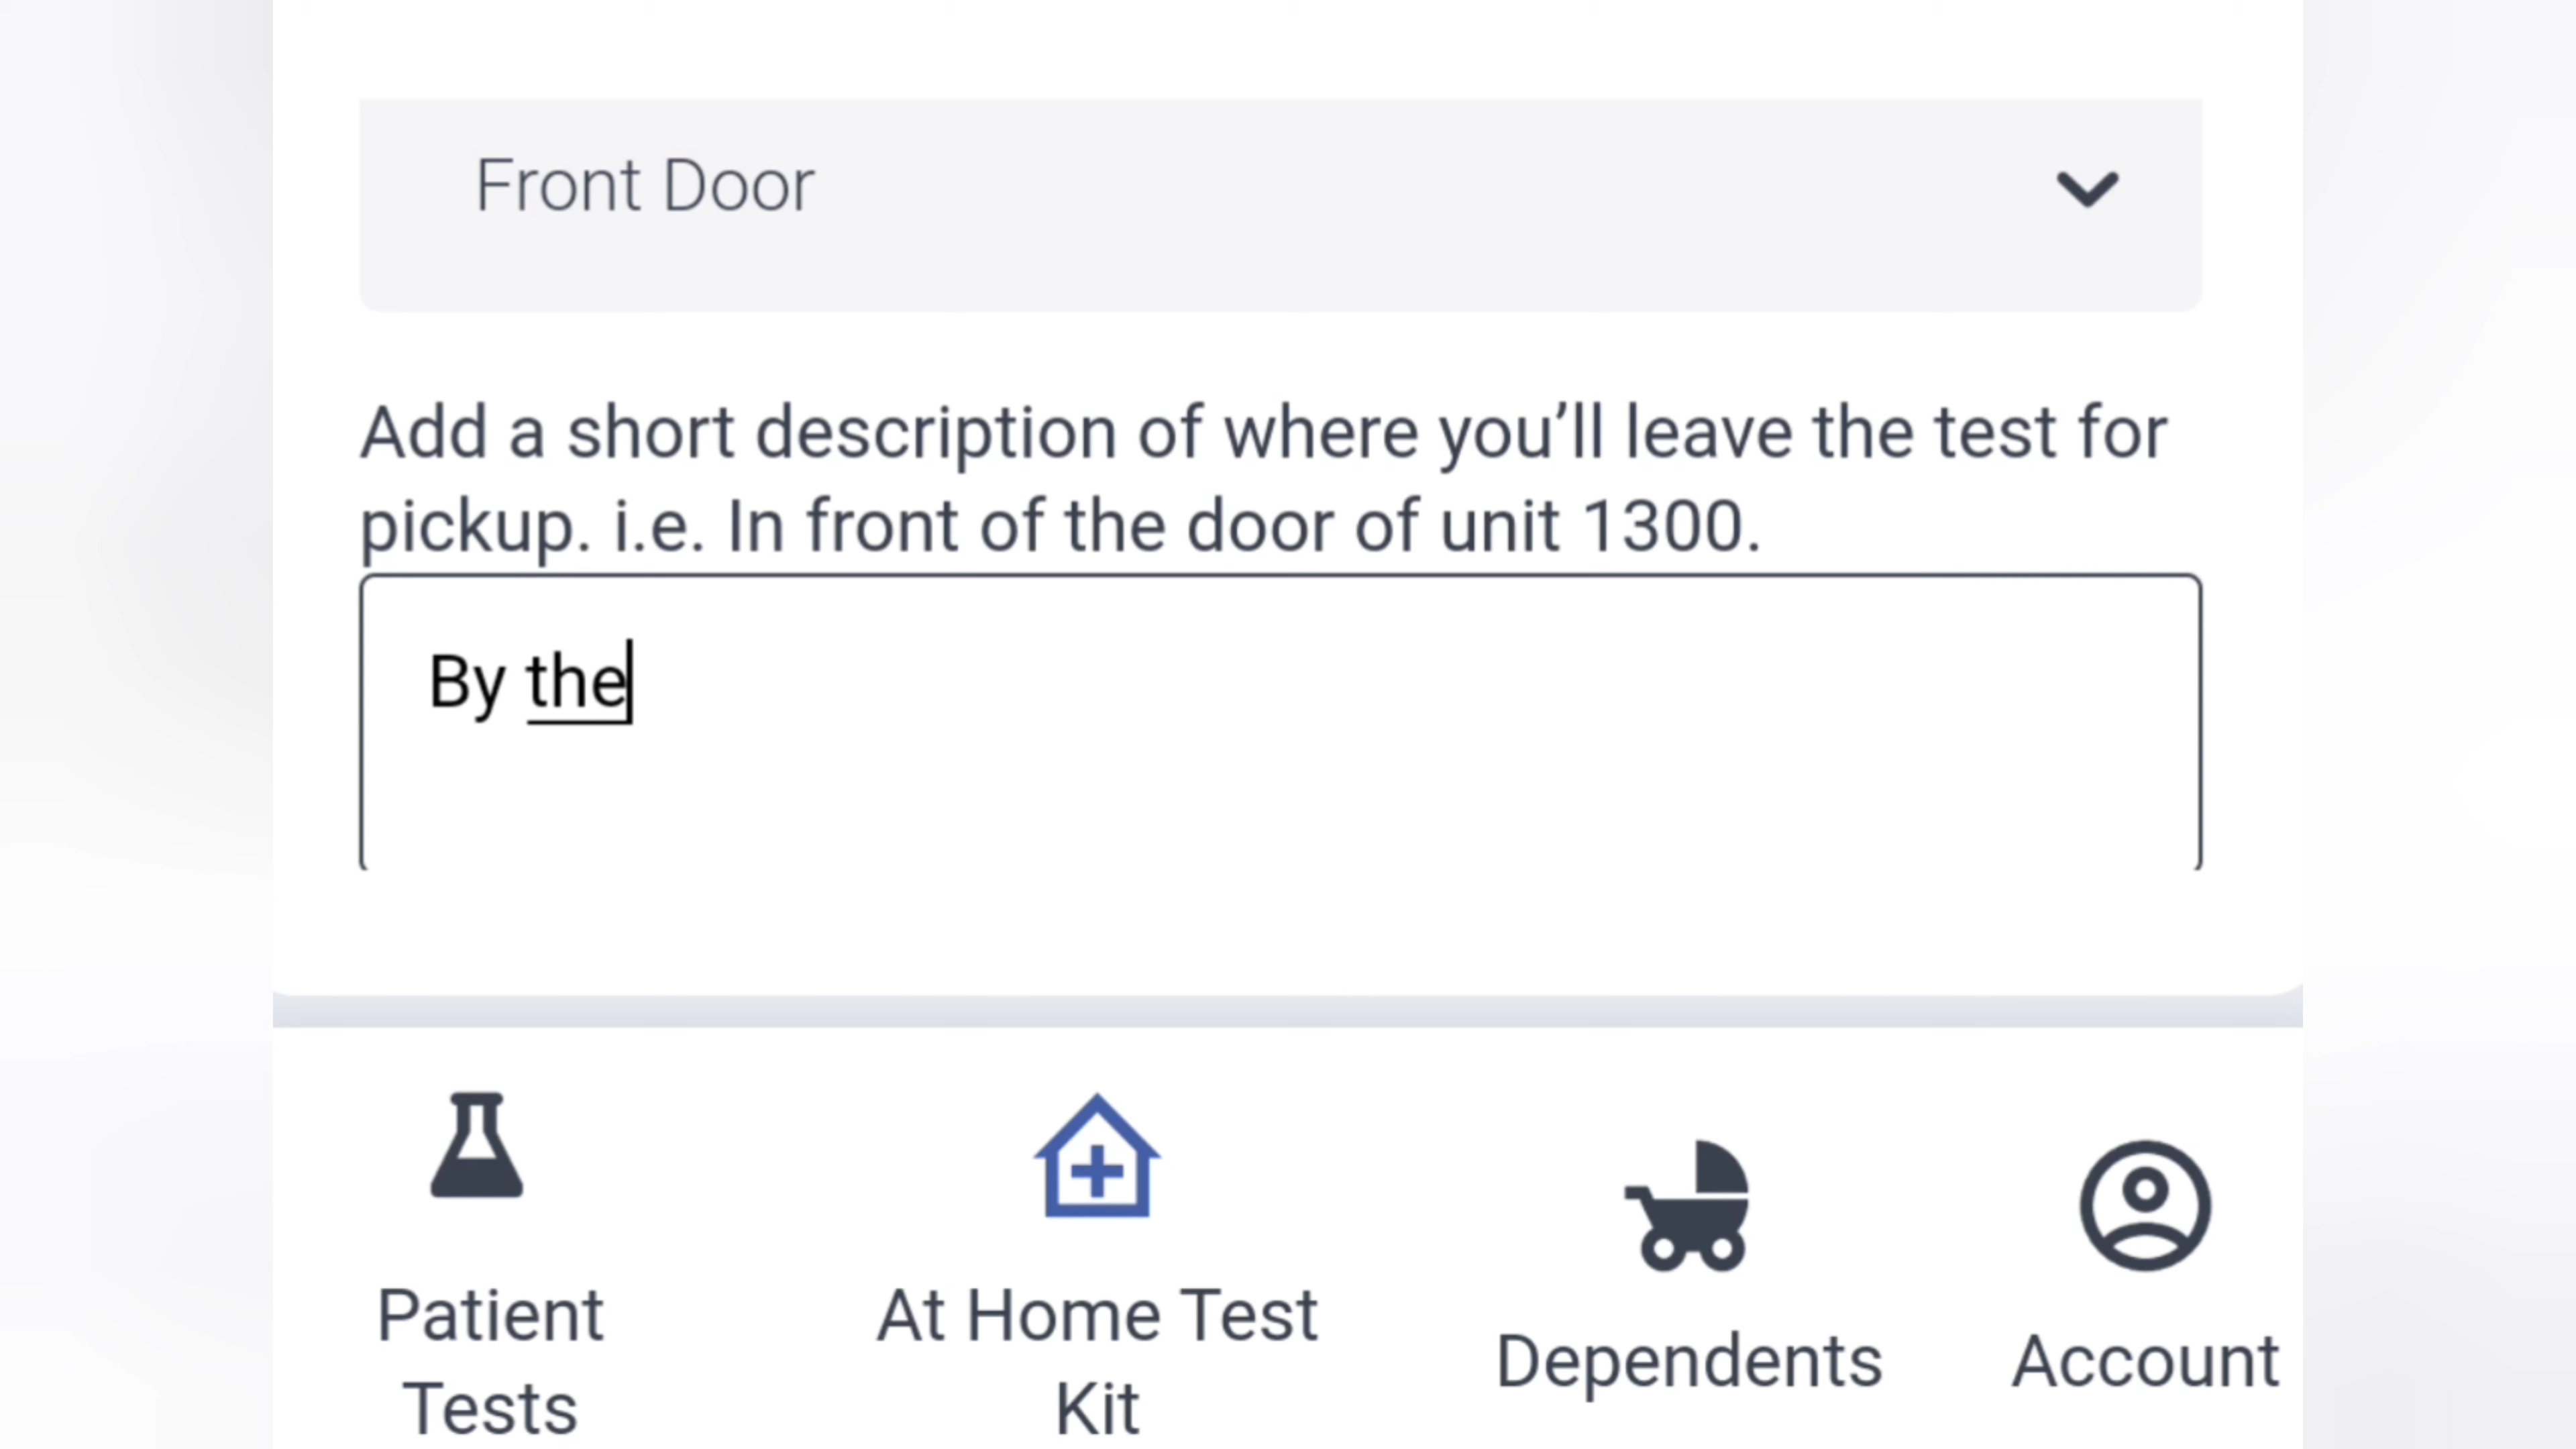 Front Door
Add a short description of where you’ll leave the test for
pickup. i.e. In front of the door of unit 1300.
By the
Patient
Tests
At Home Test
Kit
Dependents
Account